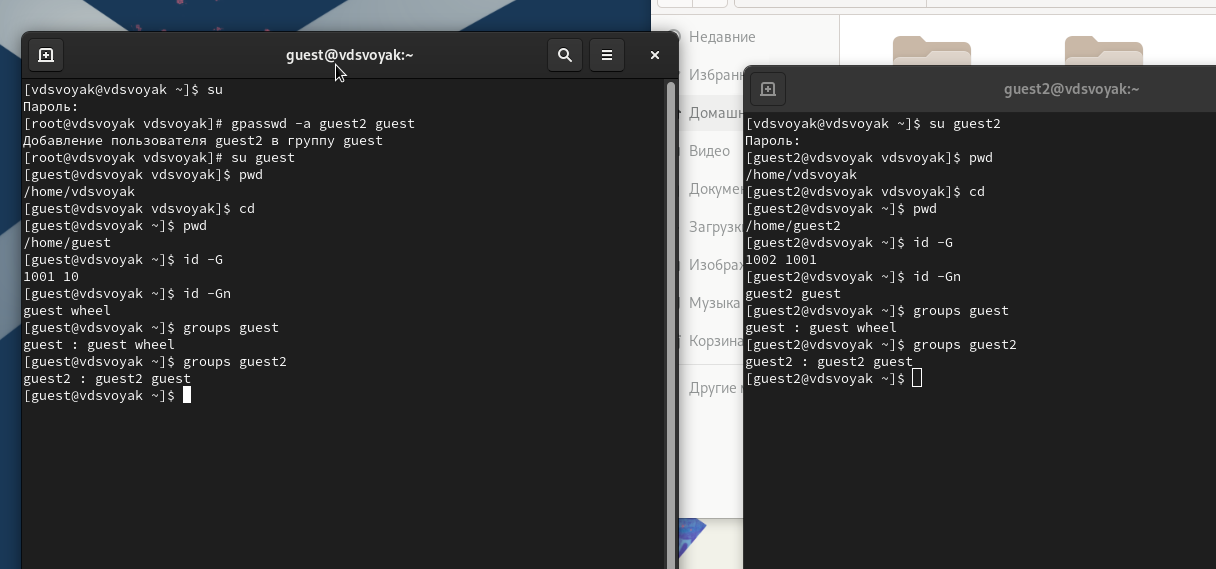 guest@vdsvoyak:~
[vdsvoyak@vdsvoyak ~]$ su
Пароль:
[root@vdsvoyak vdsvoyak]# gpasswd -a guest2 guest
Добавление пользователя guest2 в группу guest
[root@vdsvoyak vdsvoyak]# su guest
[guest@vdsvoyak vdsvoyak]$ pwd
/home/vdsvoyak
[guest@vdsvoyak vdsvoyak]$ cd
[guest@vdsvoyak ~]$ pwd
/home/guest
[guest@vdsvoyak ~]$ id -G
1001 10
[guest@vdsvoyak ~]$ id -Gn
guest wheel
[guest@vdsvoyak ~]$ groups guest
guest : guest wheel
[guest@vdsvoyak ~]$ groups guest2
guest2 : guest2 guest
[guest@vdsvoyak ~]$
Недавние
Избранн
Домашн
Видео
Докумен
Загрузк
Изображ
Музыка
Корзина
Другие м
guest2@vdsvoyak:~
[vdsvoyak@vdsvoyak ~]$ su guest2
Пароль:
[guest2@vdsvoyak vdsvoyak]$ pwd
/home/vdsvoyak
[guest2@vdsvoyak vdsvoyak]$ cd
[guest2@vdsvoyak ~]$ pwd
/home/guest2
[guest2@vdsvoyak ~]$ id -G
1002 1001
[guest2@vdsvoyak ~]$ id -Gn
guest2 guest
[guest2@vdsvoyak ~]$ groups guest
guest : guest wheel
[guest2@vdsvoyak ~]$ groups guest2
guest2 : guest2 guest
[guest2@vdsvoyak ~]$